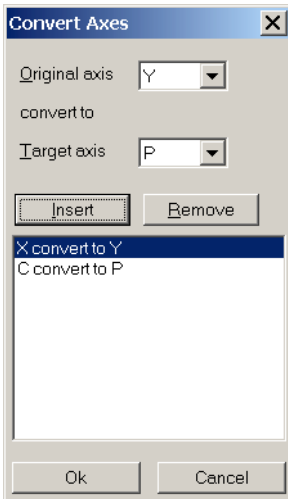 Convert Axes
Original axis Y
convert to
Target axis P
Insert Remove
X convert to Y
C convert to P
Ok Cancel